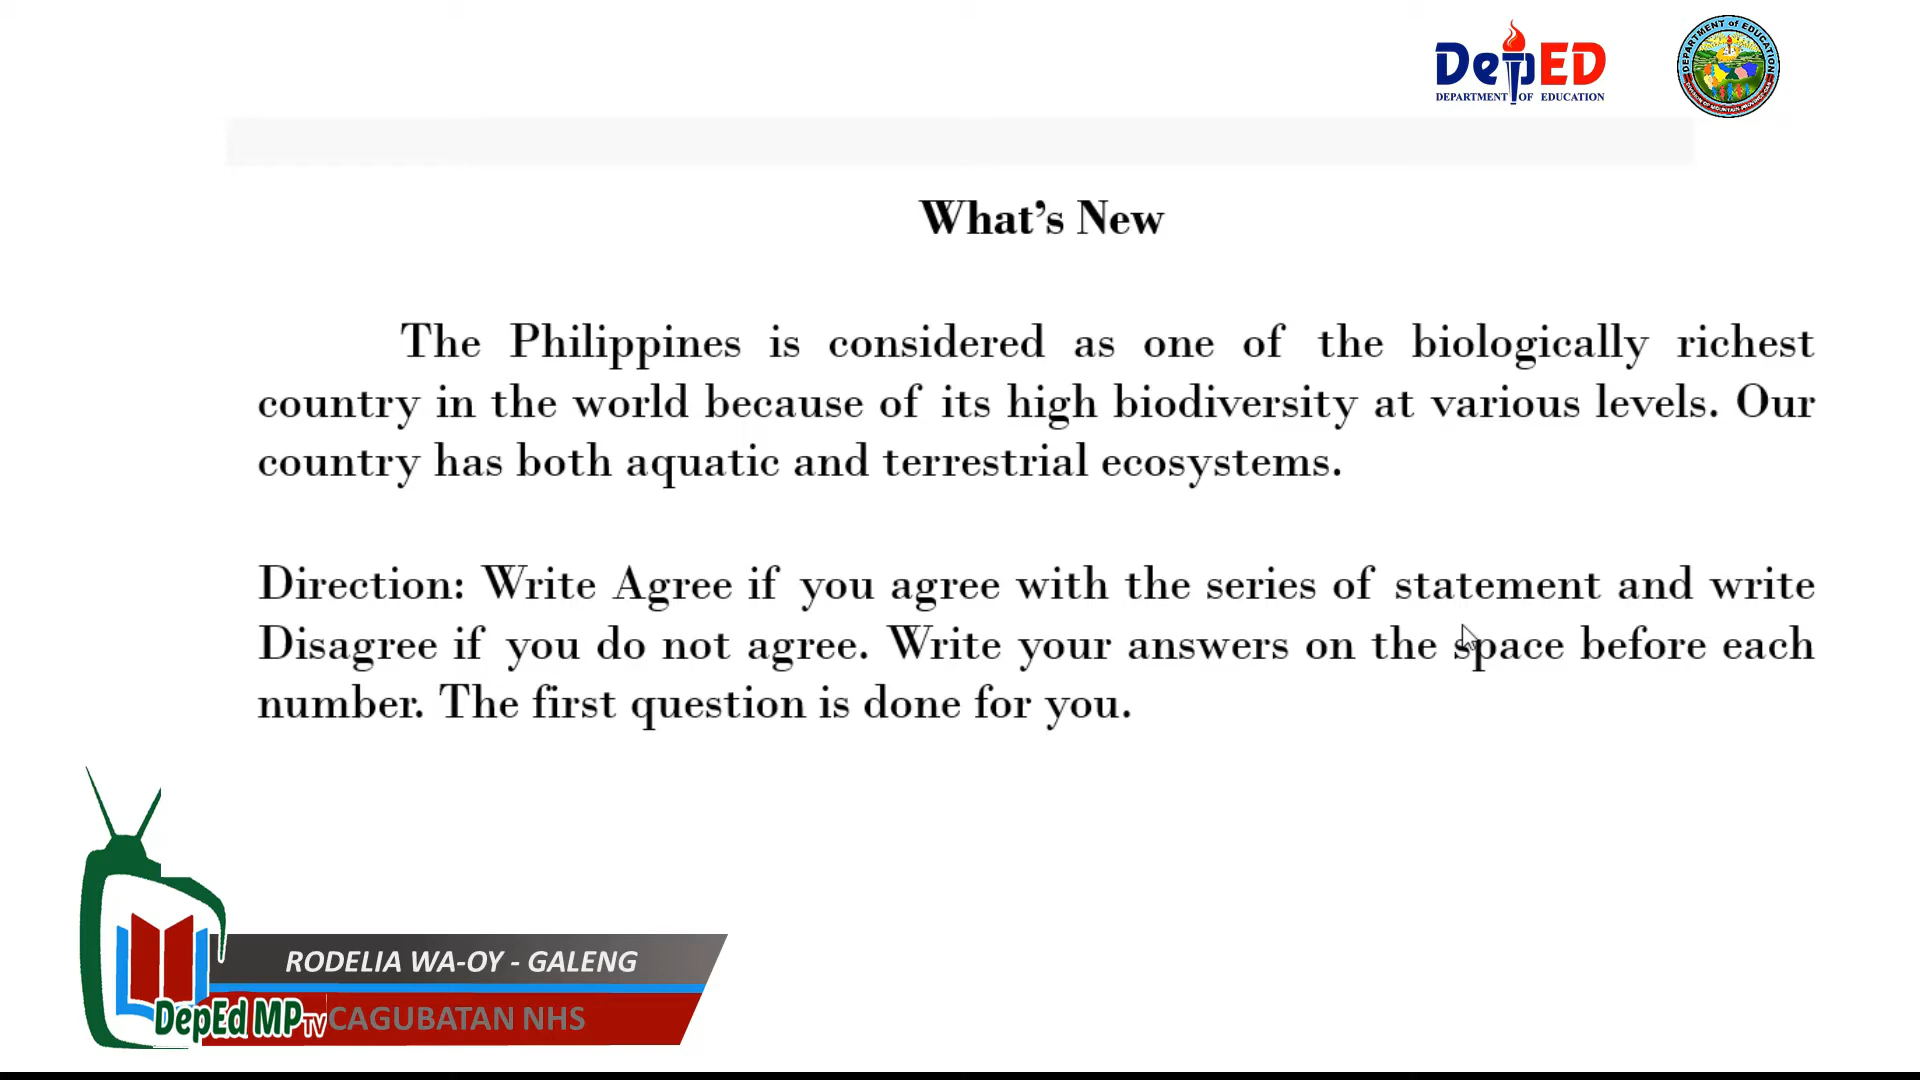 DepED
DEPARTMENT OF EDUCATION
DEPARTMENT of EDUCATION
What's New
The Philippines is considered as one of the biologically richest
country in the world because of its high biodiversity at various levels. Our
country has both aquatic and terrestrial ecosystems.
Direction: Write Agree if you agree with the series of statement and write
Disagree if you do not agree. Write your answers on the space before each
number. The first question is done for you.
RODELIA WA-OY - GALENG
DepEd MP TV
CAGUBATAN NHS